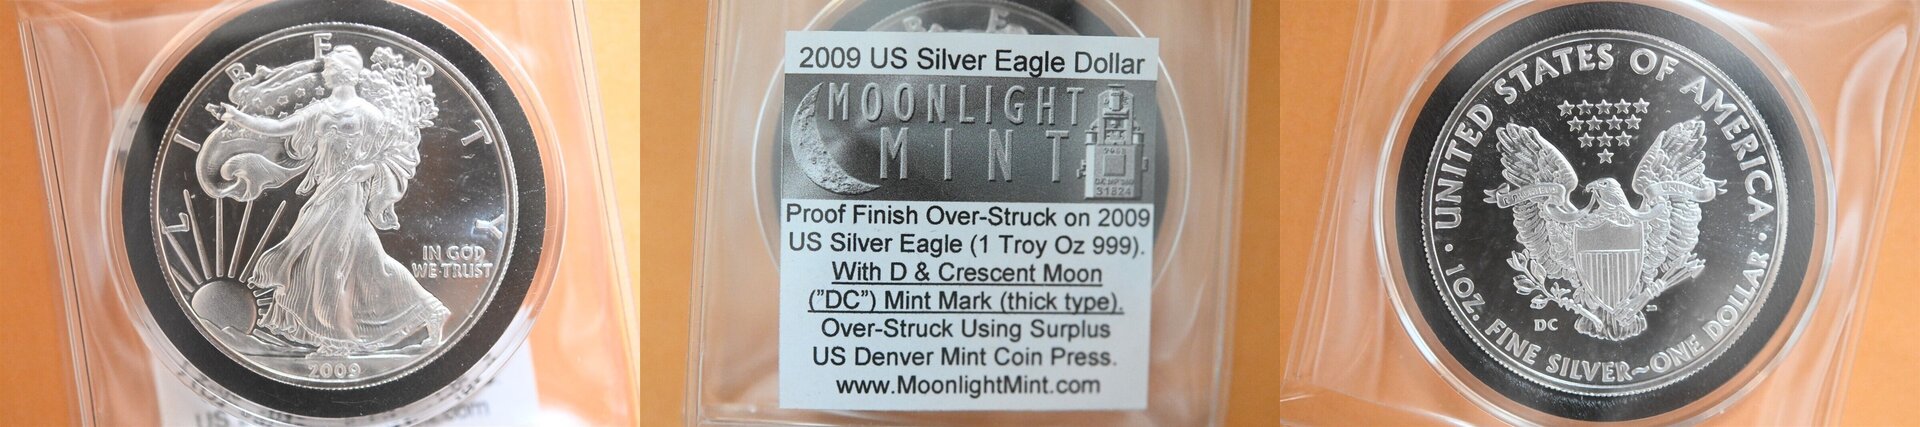 LIBERTY
IN GOD
WE TRUST
2009
US
2009 US Silver Eagle Dollar
MOONLIGHT
MINT
31824
Proof Finish Over-Struck on 2009
US Silver Eagle (1 Troy Oz 999).
With D & Crescent Moon
("DC") Mint Mark (thick type).
Over-Struck Using Surplus
US Denver Mint Coin Press.
www.MoonlightMint.com
UNITED STATES OF AMERICA
DC
1 OZ. FINE SILVER~ONE DOLLAR